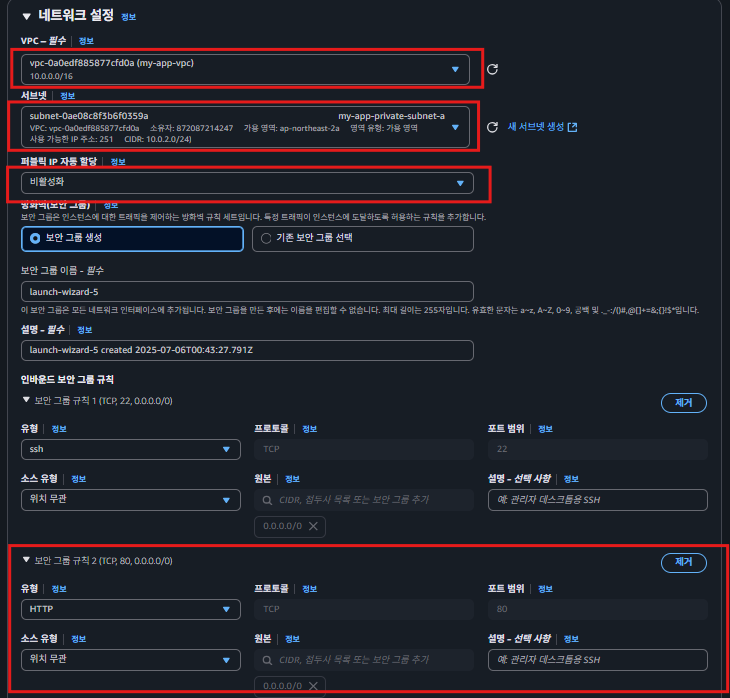 ▼ 네트워크 설정 정보
VPC – 필수 | 정보
vpc-0a0edf885877cfd0a (my-app-vpc)
10.0.0.0/16
서브넷 | 정보
subnet-0ae08c8f3b6f0359a my-app-private-subnet-a
VPC: vpc-0a0edf885877cfd0a 소유자: 872087214247 가용 영역: ap-northeast-2a 영역 유형: 가용 영역
사용 가능한 IP 주소: 251 CIDR: 10.0.2.0/24)
새 서브넷 생성
퍼블릭 IP 자동 할당 | 정보
비활성화
방화벽(보안 그룹) | 정보
보안 그룹은 인스턴스에 대한 트래픽을 제어하는 방화벽 규칙 세트입니다. 특정 트래픽이 인스턴스에 도달하도록 허용하는 규칙을 추가합니다.
보안 그룹 생성
기존 보안 그룹 선택
보안 그룹 이름 - 필수
launch-wizard-5
이 보안 그룹은 모든 네트워크 인터페이스에 추가됩니다. 보안 그룹을 만든 후에는 이름을 편집할 수 없습니다. 최대 길이는 255자입니다. 유효한 문자는 a~z, A~Z, 0~9, 공백 및 ._-:/()#,@[]+=&;{}!$*입니다.
설명 – 필수 | 정보
launch-wizard-5 created 2025-07-06T00:43:27.791Z
인바운드 보안 그룹 규칙
▼ 보안 그룹 규칙 1 (TCP, 22, 0.0.0.0/0)
제거
유형 | 정보 프로토콜 | 정보 포트 범위 | 정보
ssh TCP 22
소스 유형 | 정보 원본 | 정보 설명 – 선택 사항 | 정보
위치 무관 CIDR, 접두사 목록 또는 보안 그룹 추가 예: 관리자 데스크톱용 SSH
0.0.0.0/0
▼ 보안 그룹 규칙 2 (TCP, 80, 0.0.0.0/0)
제거
유형 | 정보 프로토콜 | 정보 포트 범위 | 정보
HTTP TCP 80
소스 유형 | 정보 원본 | 정보 설명 – 선택 사항 | 정보
위치 무관 CIDR, 접두사 목록 또는 보안 그룹 추가 예: 관리자 데스크톱용 SSH
0.0.0.0/0